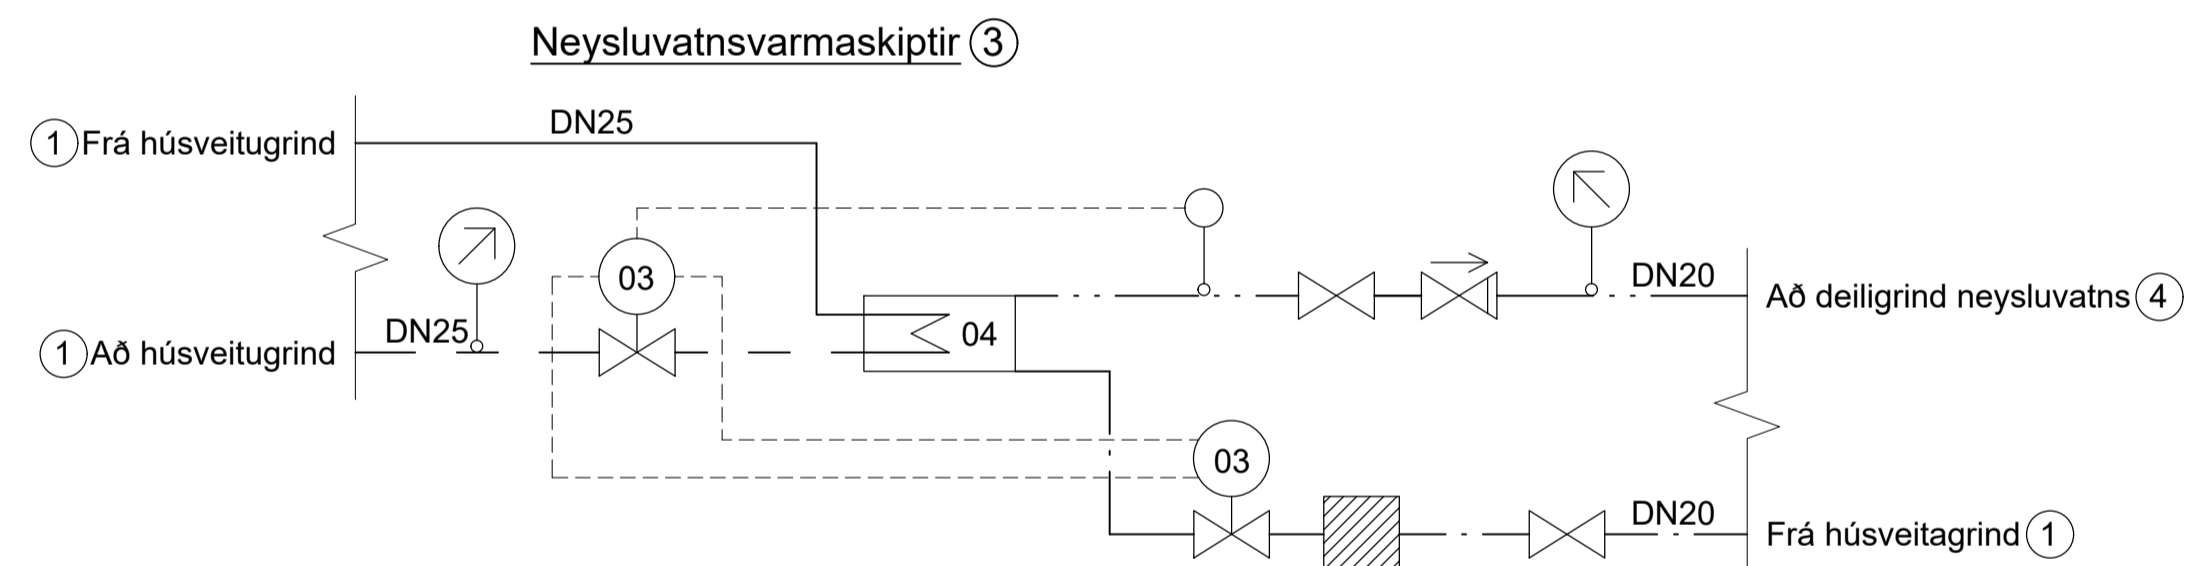 Neysluvatnsvarmaskiptir 3
DN25
1 Frá húsveitugrind
03
DN20
Að deiligrind neysluvatns 4
DN25
04
1 Að húsveitugrind
03
DN20
Frá húsveitagrind 1